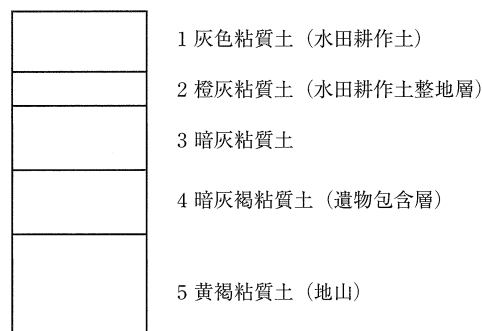 1 灰色粘質土（水田耕作土）
2 橙灰粘質土（水田耕作土整地層）
3 暗灰粘質土
4 暗灰褐粘質土（遺物包含層）
5 黄褐粘質土（地山）